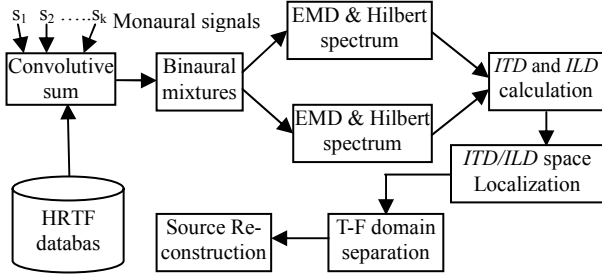 s1 s2 .....sk Monaural signals
Convolutive
sum
Binaural
mixtures
EMD & Hilbert
spectrum
EMD & Hilbert
spectrum
ITD and ILD
calculation
ITD/ILD space
Localization
T-F domain
separation
Source Re-
construction
HRTF
databas